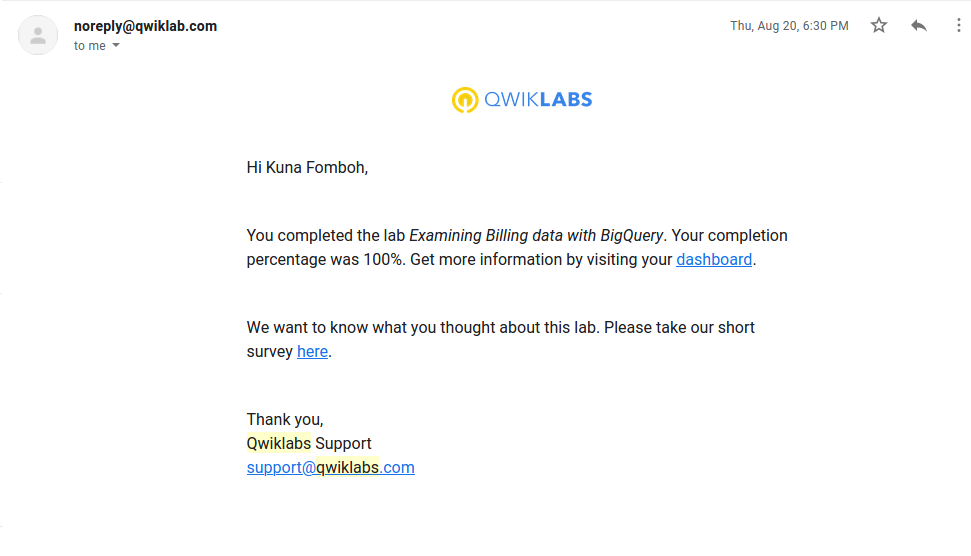 noreply@qwiklab.com
Thu, Aug 20, 6:30 PM
to me
QWIKLABS
Hi Kuna Fomboh,
You completed the lab Examining Billing data with BigQuery. Your completion
percentage was 100%. Get more information by visiting your dashboard.
We want to know what you thought about this lab. Please take our short
survey here.
Thank you,
Qwiklabs Support
support@qwiklabs.com